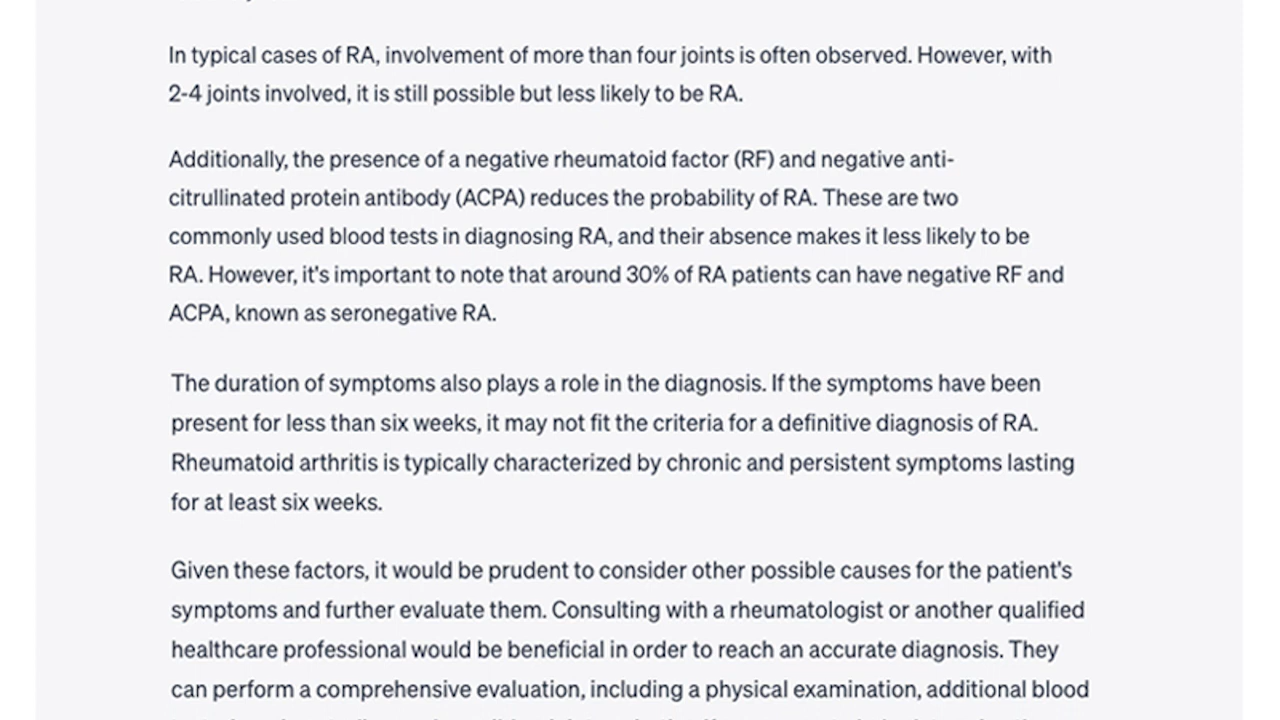 In typical cases of RA, involvement of more than four joints is often observed. However, with
2-4 joints involved, it is still possible but less likely to be RA.
Additionally, the presence of a negative rheumatoid factor (RF) and negative anti-
citrullinated protein antibody (ACPA) reduces the probability of RA. These are two
commonly used blood tests in diagnosing RA, and their absence makes it less likely to be
RA. However, it's important to note that around 30% of RA patients can have negative RF and
ACPA, known as seronegative RA.
The duration of symptoms also plays a role in the diagnosis. If the symptoms have been
present for less than six weeks, it may not fit the criteria for a definitive diagnosis of RA.
Rheumatoid arthritis is typically characterized by chronic and persistent symptoms lasting
for at least six weeks.
Given these factors, it would be prudent to consider other possible causes for the patient's
symptoms and further evaluate them. Consulting with a rheumatologist or another qualified
healthcare professional would be beneficial in order to reach an accurate diagnosis. They
can perform a comprehensive evaluation, including a physical examination, additional blood